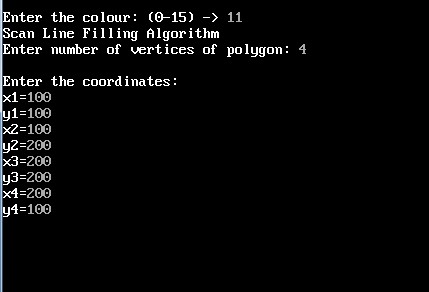 Enter the colour: (0-15) -> 11
Scan Line Filling Algorithm
Enter number of vertices of polygon: 4
Enter the coordinates:
x1=100
y1=100
x2=100
y2=200
x3=200
y3=200
x4=200
y4=100